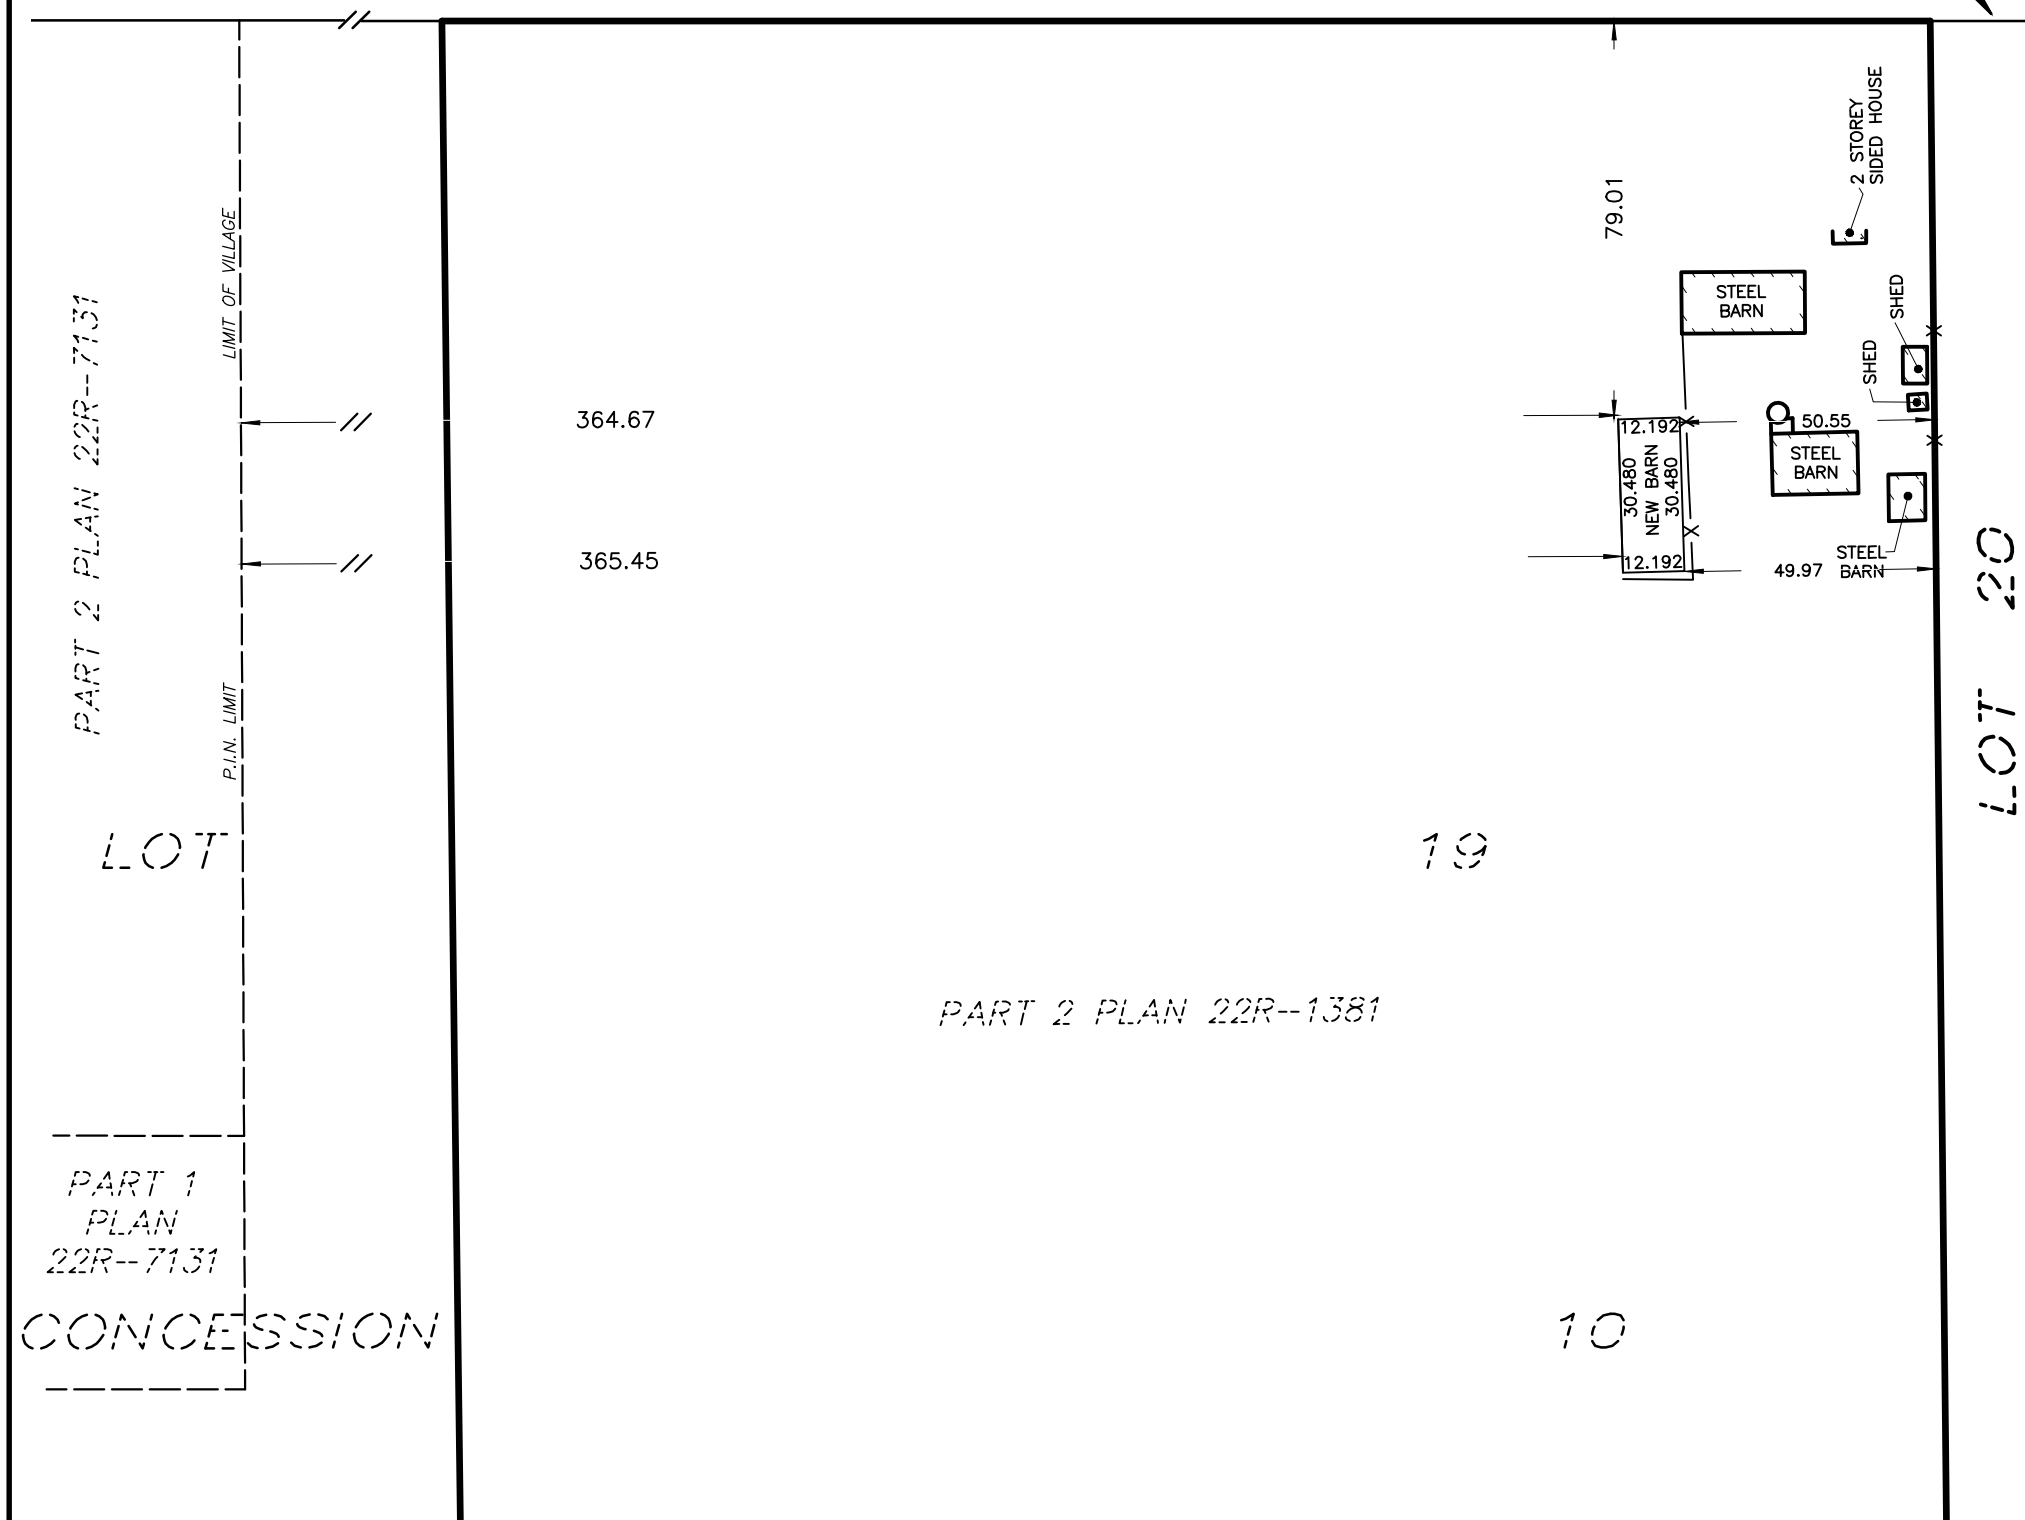 2 STOREY
SIDED HOUSE
79.01
LIMIT OF VILLAGE
PART 2 PLAN 22R--7131
STEEL
BARN
SHED
SHED
364.67
12.192
50.55
STEEL
BARN
30.480
NEW BARN
30.480
365.45
12.192
49.97
STEEL
BARN
LOT 20
P.I.N. LIMIT
LOT
19
PART 2 PLAN 22R--1381
PART 1
PLAN
22R--7131
CONCESSION
10